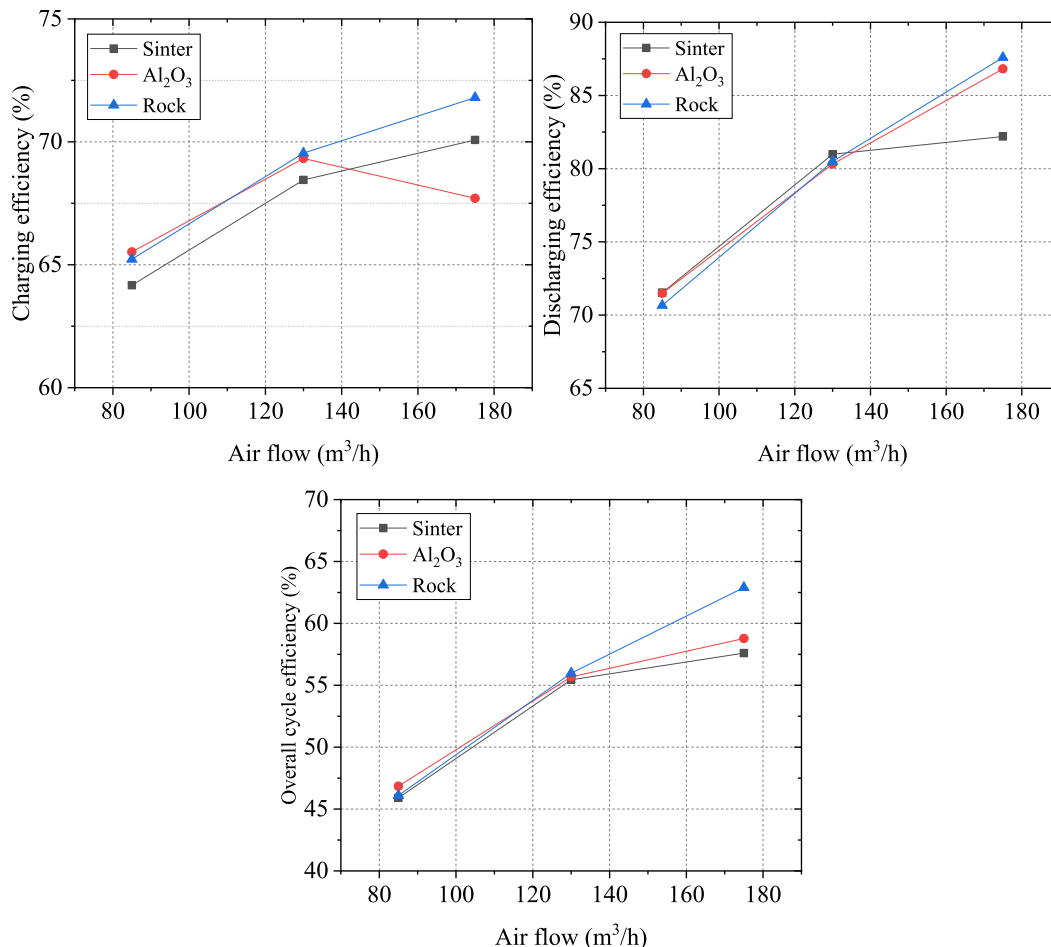 Charging efficiency (%)
75
70
65
60
Sinter
Al₂O₃
Rock
80 100 120 140 160 180
Air flow (m³/h)
Discharging efficiency (%)
90
85
80
75
70
65
Sinter
Al₂O₃
Rock
80 100 120 140 160 180
Air flow (m³/h)
Overall cycle efficiency (%)
70
65
60
55
50
45
40
Sinter
Al₂O₃
Rock
80 100 120 140 160 180
Air flow (m³/h)